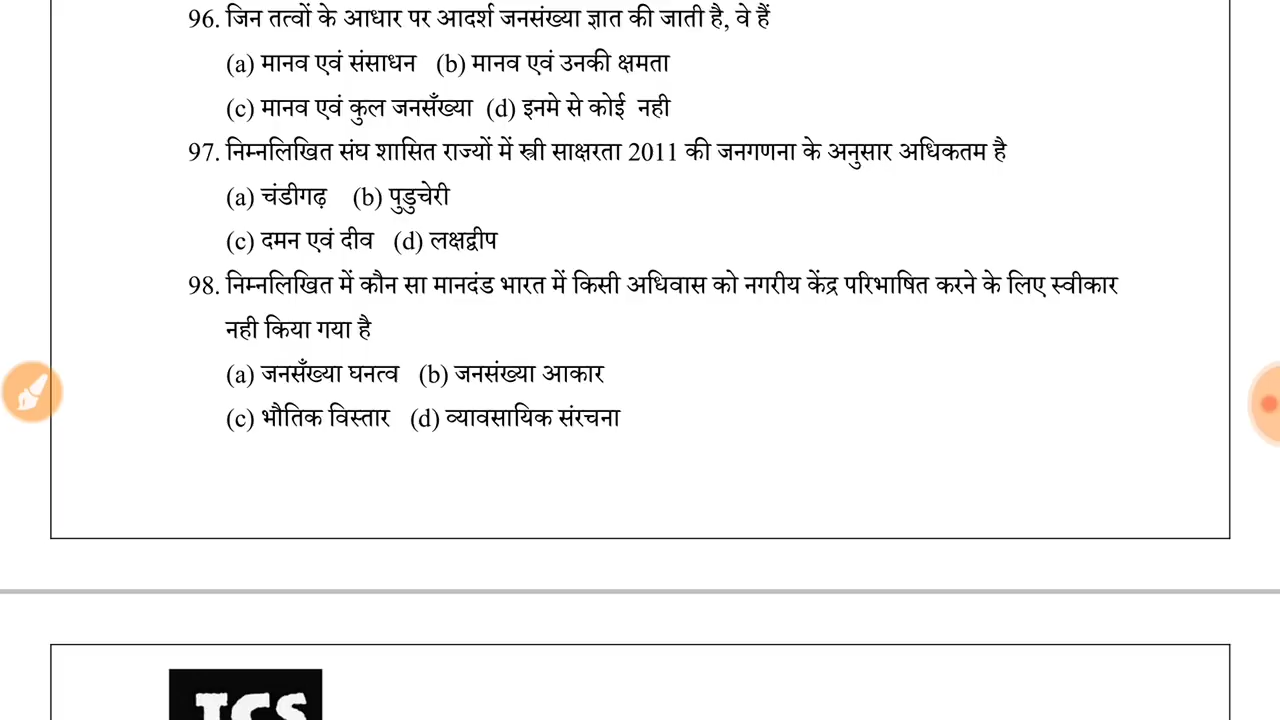 96. जिन तत्वों के आधार पर आदर्श जनसंख्या ज्ञात की जाती है, वे हैं
(a) मानव एवं संसाधन (b) मानव एवं उनकी क्षमता
(c) मानव एवं कुल जनसँख्या (d) इनमे से कोई नही
97. निम्नलिखित संघ शासित राज्यों में स्त्री साक्षरता 2011 की जनगणना के अनुसार अधिकतम है
(a) चंडीगढ़ (b) पुडुचेरी
(c) दमन एवं दीव (d) लक्षद्वीप
98. निम्नलिखित में कौन सा मानदंड भारत में किसी अधिवास को नगरीय केंद्र परिभाषित करने के लिए स्वीकार
नही किया गया है
(a) जनसँख्या घनत्व (b) जनसंख्या आकार
(c) भौतिक विस्तार (d) व्यावसायिक संरचना